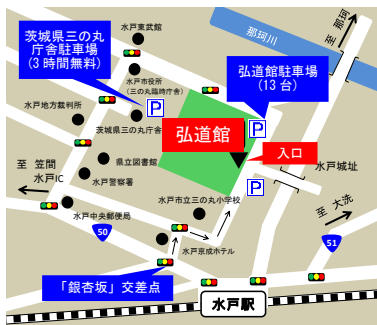 茨城県三の丸
庁舎駐車場
(3 時間無料)
水戸東武館
那珂川
至 那珂
水戸市役所
(三の丸臨時庁舎)
弘道館駐車場
(13 台)
P
水戸地方裁判所
茨城県三の丸庁舎
弘道館
P
入口
水戸城址
県立図書館
至 笠間
水戸IC
水戸警察署
P
水戸市立三の丸小学校
至 大洗
水戸中央郵便局
50
水戸京成ホテル
51
「銀杏坂」交差点
水戸駅